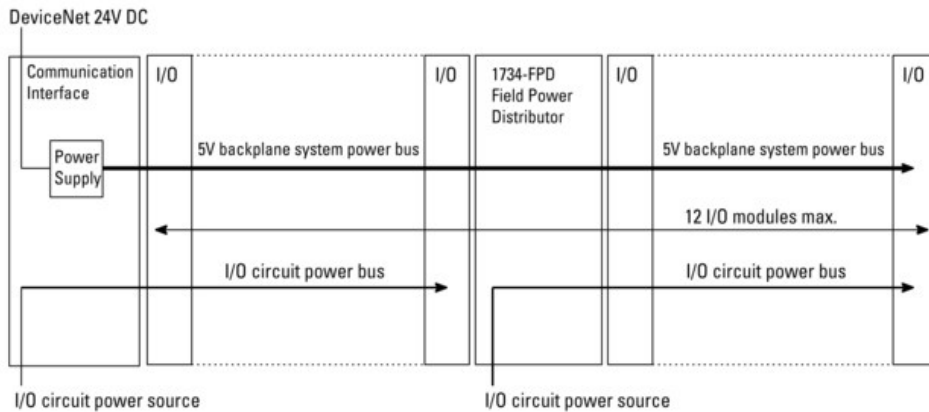 DeviceNet 24V DC
Communication
Interface
I/O
I/O
1734-FPD
Field Power
Distributor
I/O
I/O
Power
Supply
5V backplane system power bus
5V backplane system power bus
12 I/O modules max.
I/O circuit power bus
I/O circuit power bus
I/O circuit power source
I/O circuit power source